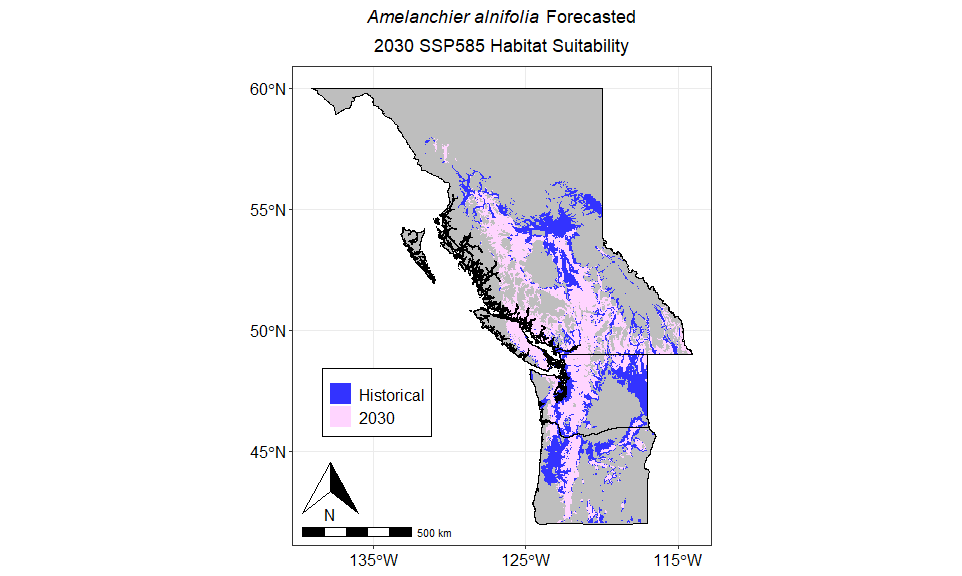 Amelanchier alnifolia Forecasted
2030 SSP585 Habitat Suitability
60°N
55°N
50°N
45°N
Historical
2030
N
500 km
135°W
125°W
115°W